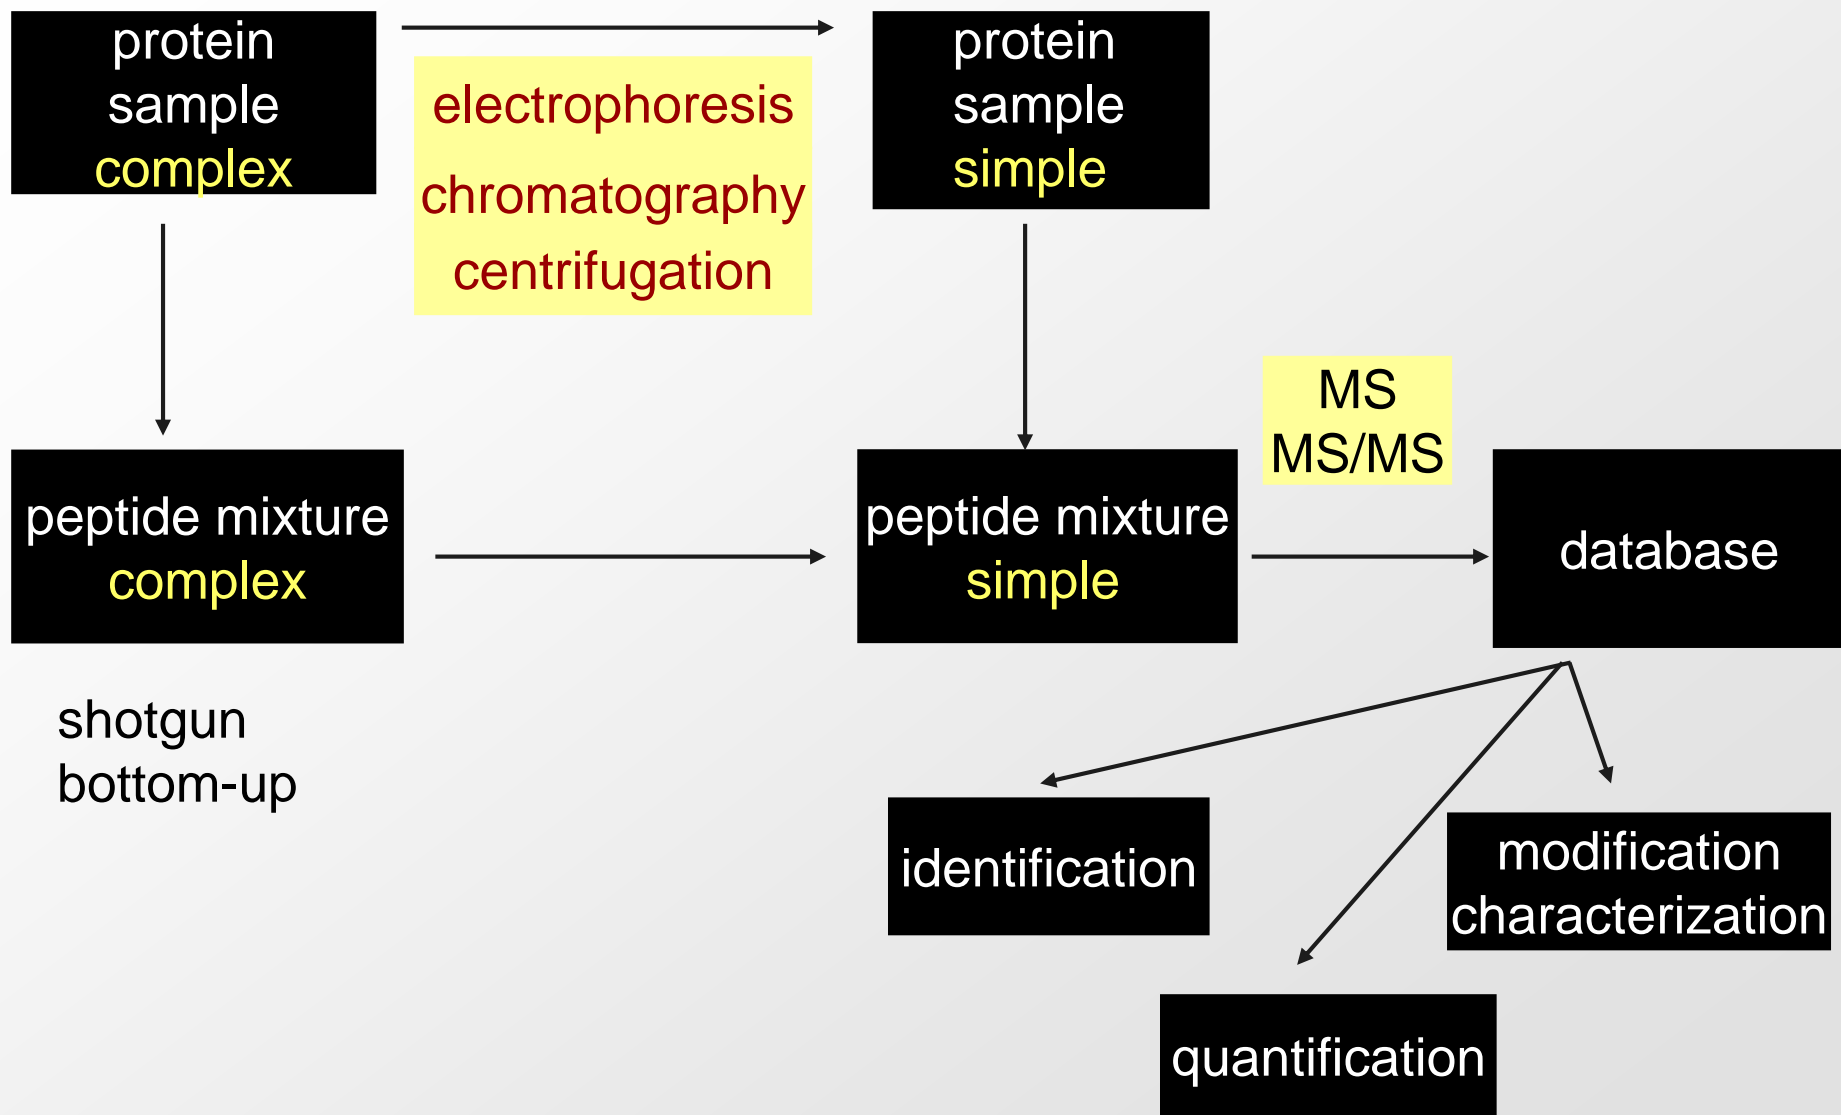 protein
sample
complex
electrophoresis
chromatography
centrifugation
protein
sample
simple
MS
MS/MS
peptide mixture
complex
peptide mixture
simple
database
shotgun
bottom-up
identification
modification
characterization
quantification